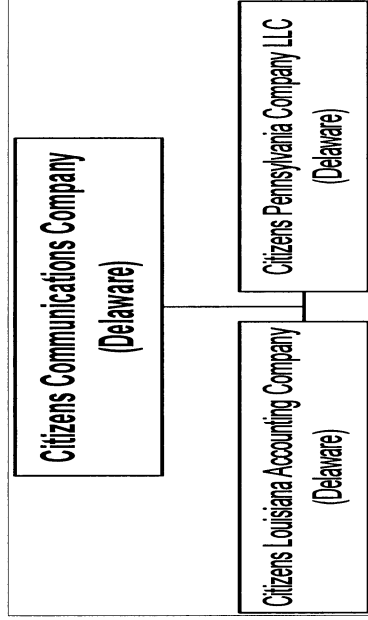 Citizens Communications Company
(Delaware)
Citizens Louisiana Accounting Company
(Delaware)
Citizens Pennsylvania Company LLC
(Delaware)